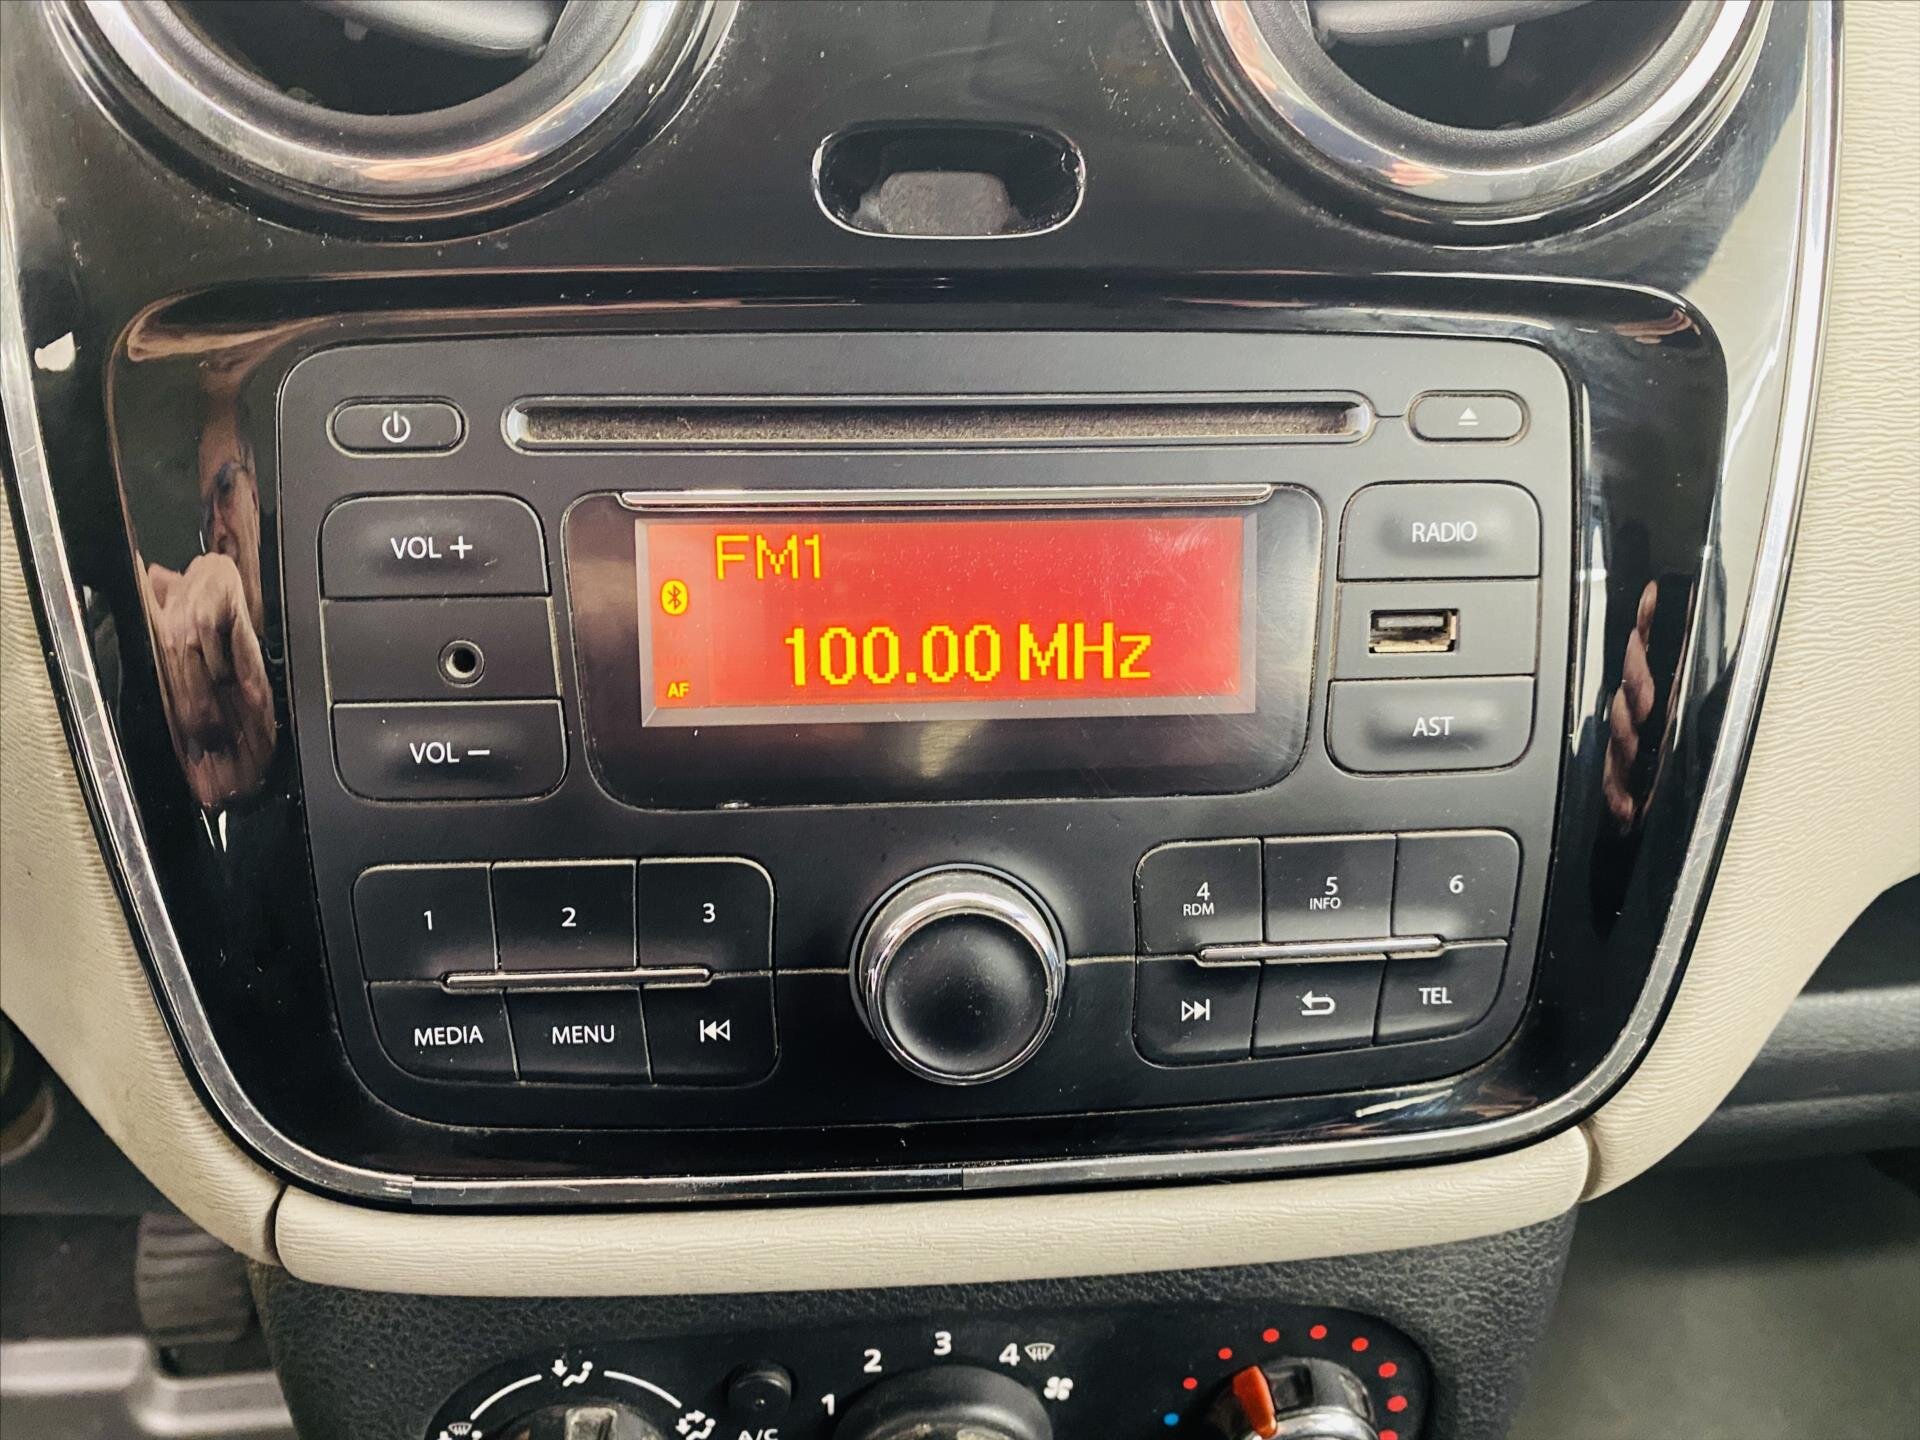 VOL +
VOL −
FM1
100.00 MHz
AF
RADIO
AST
1
2
3
MEDIA
MENU
4
RDM
5
INFO
6
TEL
1
2
3
4
A/C